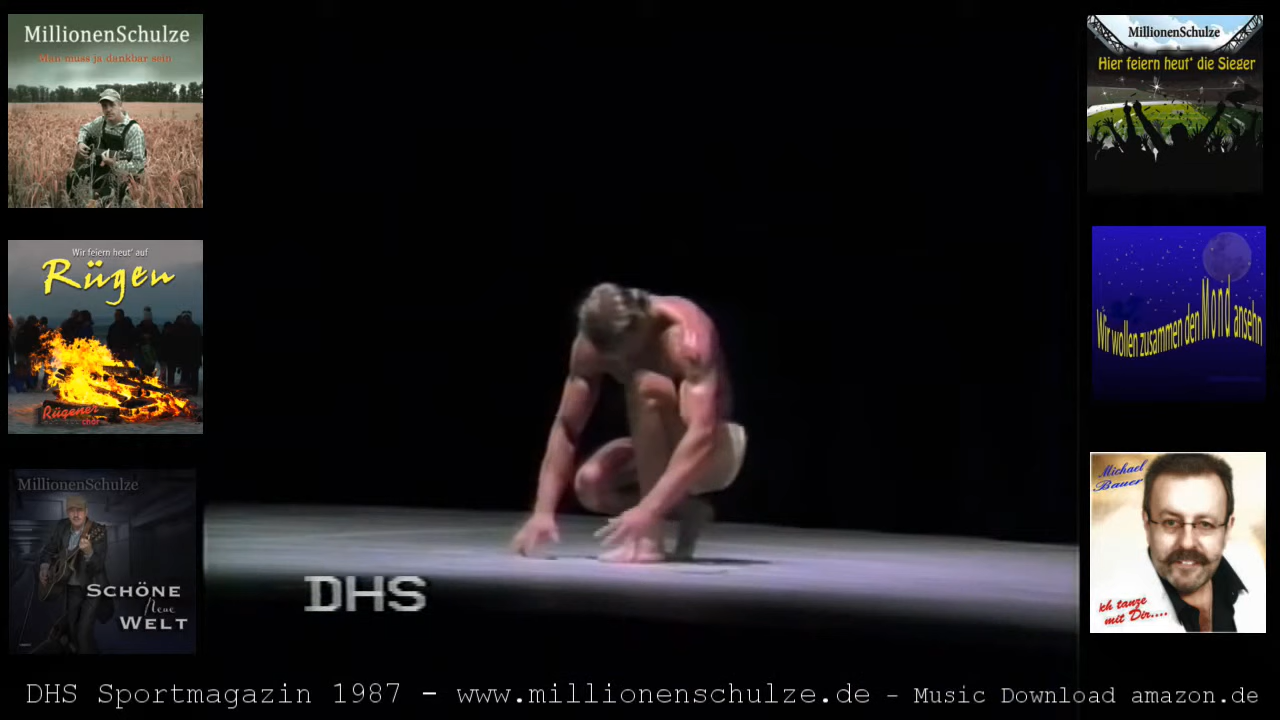 MillionenSchulze
Man muss ja dankbar sein
Wir feiern heut' auf
Rügen
Rügener
chor
MillionenSchulze
SCHÖNE
Neue
WELT
DHS
MillionenSchulze
Hier feiern heut' die Sieger
Wir wollen zusammen den Mond ansehn
Michael
Bauer
Ich tanze
mit Dir....
DHS Sportmagazin 1987 - www.millionenschulze.de - Music Download amazon.de